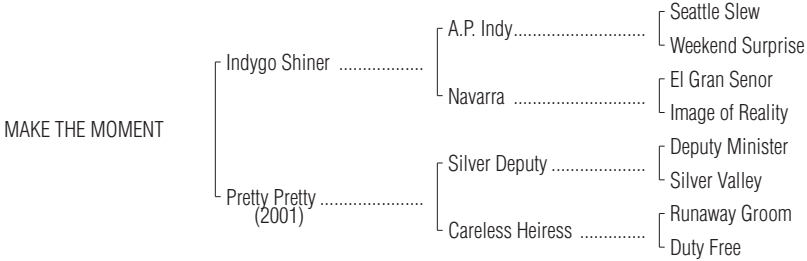 Seattle Slew
A.P. Indy..............................
Weekend Surprise
Indygo Shiner ...................
El Gran Senor
Navarra ..............................
Image of Reality
MAKE THE MOMENT
Deputy Minister
Silver Deputy .....................
Silver Valley
Pretty Pretty .......................
(2001)
Runaway Groom
Careless Heiress ..............
Duty Free